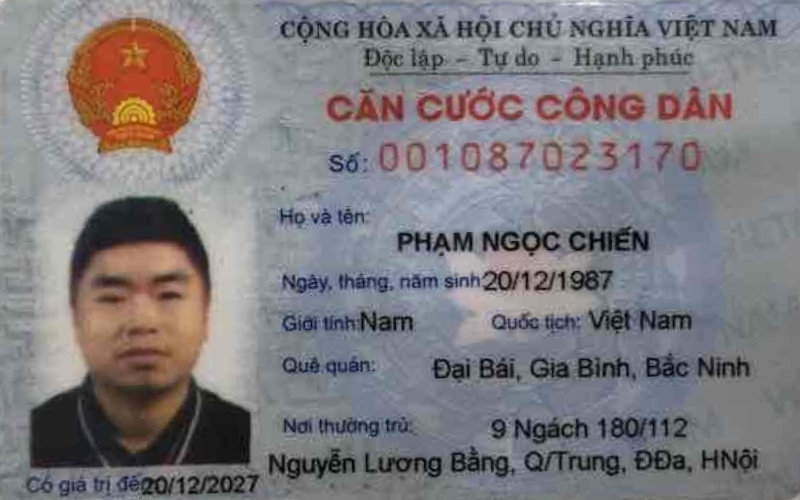 CỘNG HÒA XÃ HỘI CHỦ NGHĨA VIỆT NAM
Độc lập - Tự do - Hạnh phúc
CĂN CƯỚC CÔNG DÂN
Số: 001087023170
Họ và tên:
PHẠM NGỌC CHIẾN
Ngày, tháng, năm sinh 20/12/1987
Giới tính: Nam Quốc tịch: Việt Nam
Quê quán: Đại Bái, Gia Bình, Bắc Ninh
Nơi thường trú: 9 Ngách 180/112
Nguyễn Lương Bằng, Q/Trung, ĐĐa, HNội
Có giá trị đế 20/12/2027